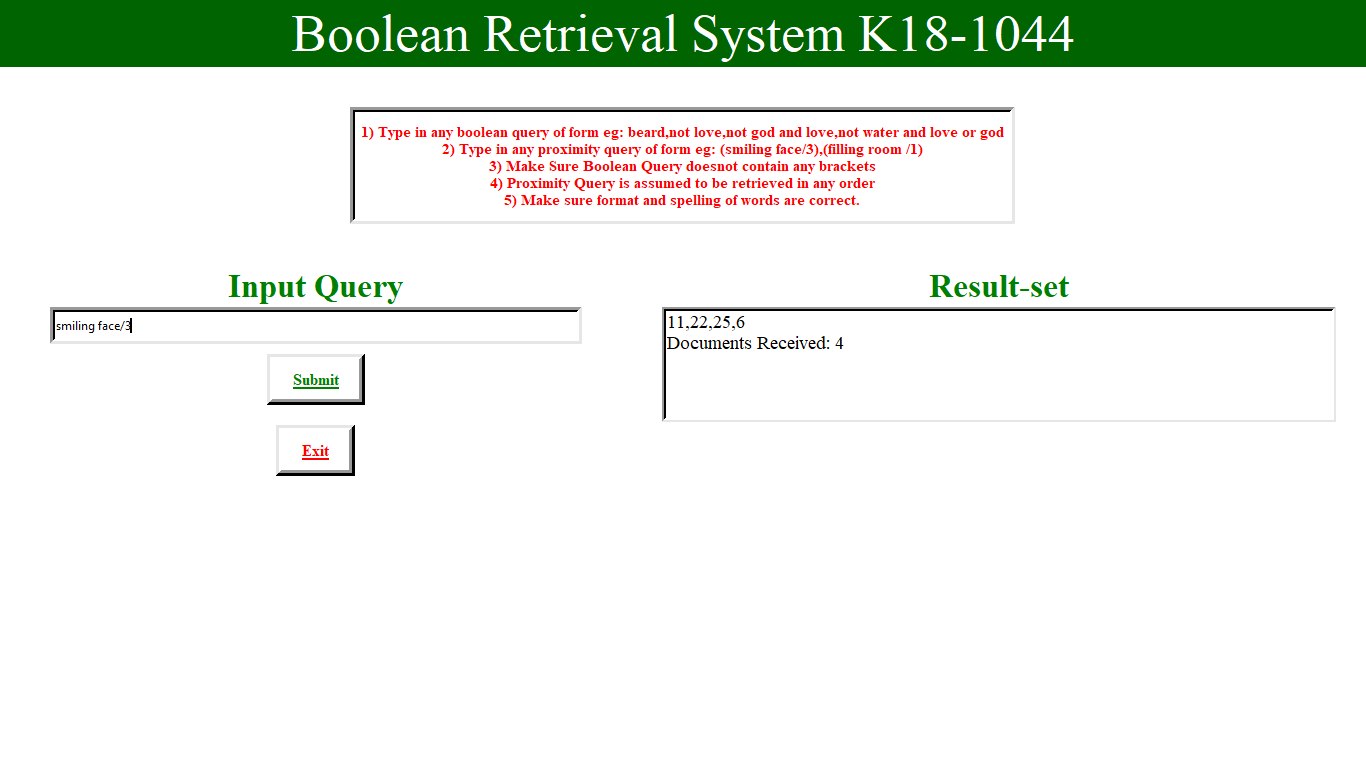 Boolean Retrieval System K18-1044
1) Type in any boolean query of form eg: beard,not love,not god and love,not water and love or god
2) Type in any proximity query of form eg: (smiling face/3),(filling room /1)
3) Make Sure Boolean Query doesnot contain any brackets
4) Proximity Query is assumed to be retrieved in any order
5) Make sure format and spelling of words are correct.
Input Query
smiling face/3
Submit
Exit
Result-set
11,22,25,6
Documents Received: 4